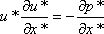 u * ∂u * / ∂x * = − ∂p * / ∂x *